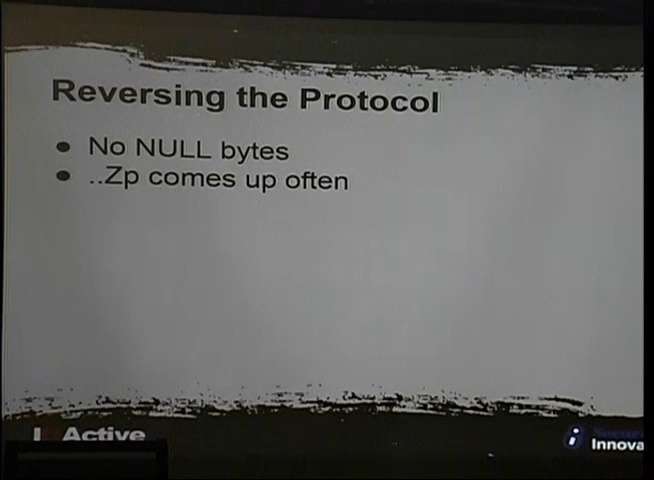 Reversing the Protocol
No NULL bytes
..Zp comes up often
Active
Innova